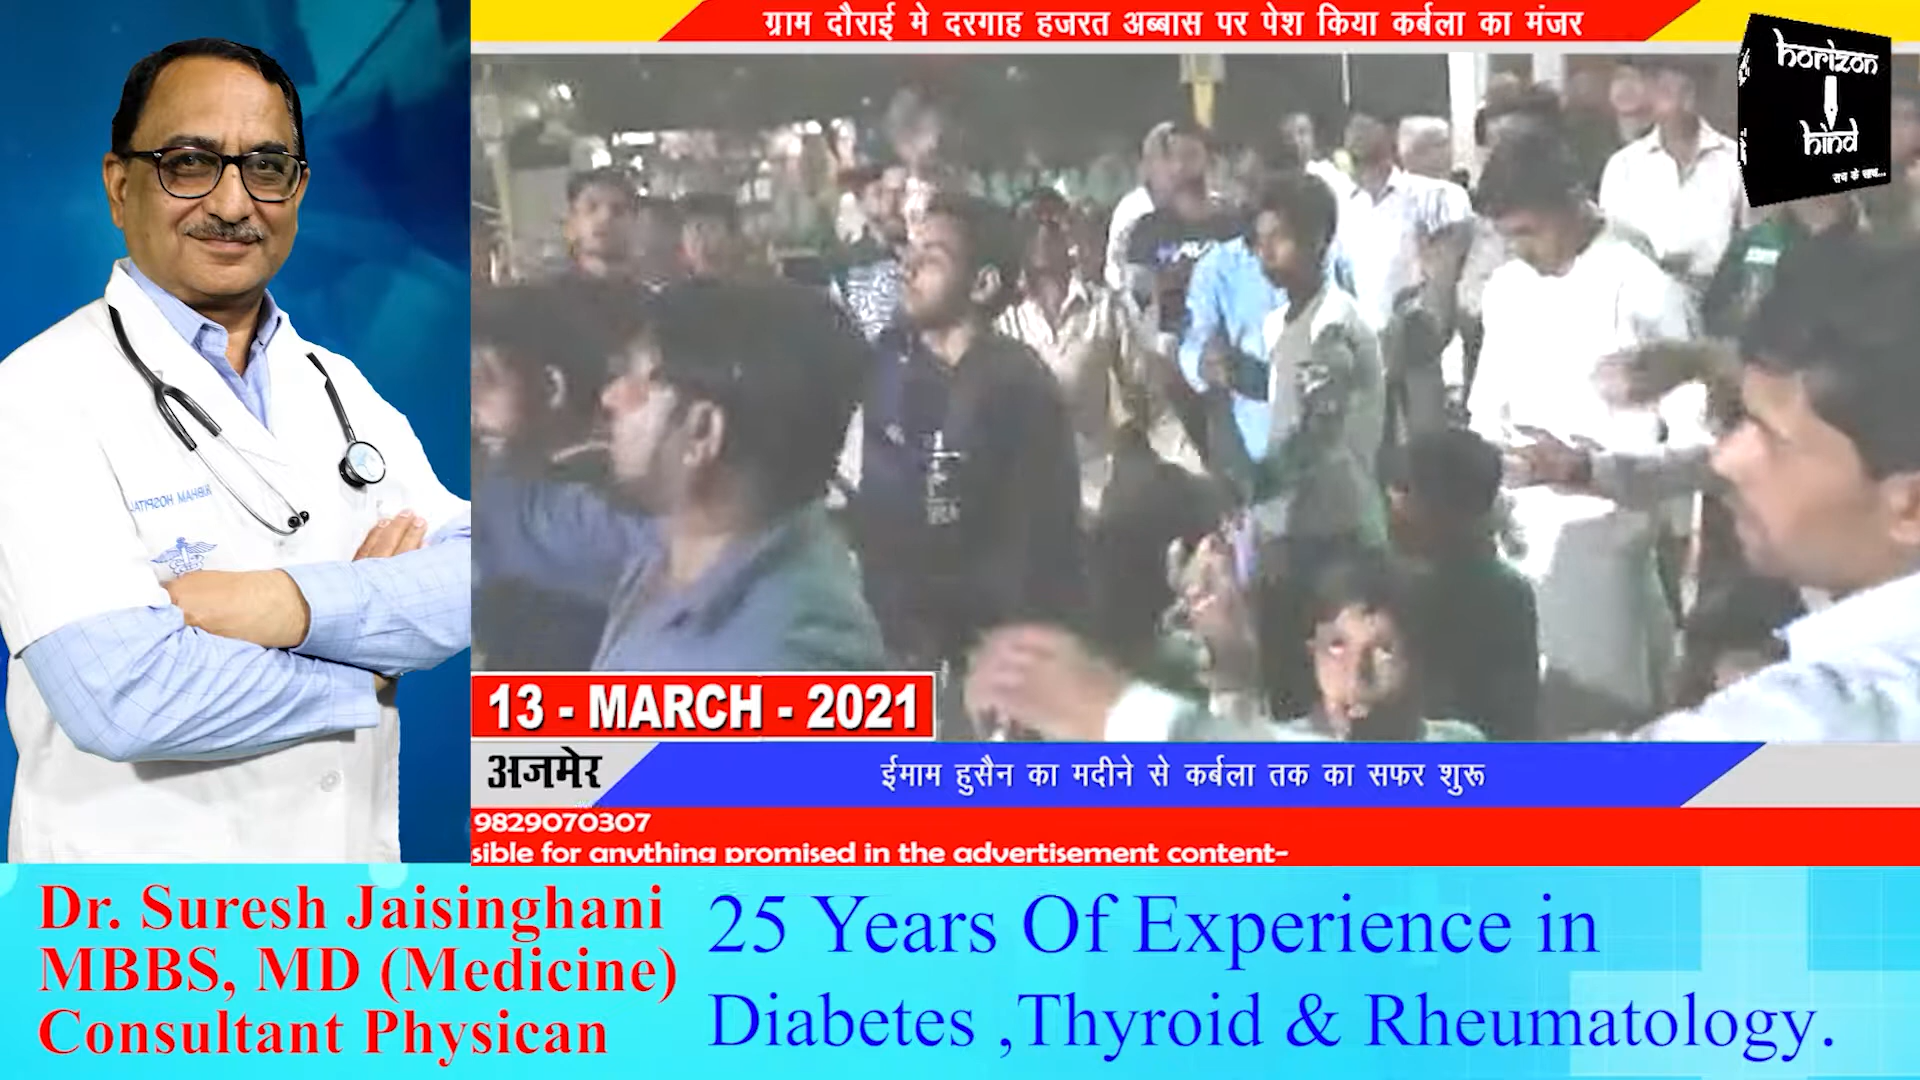 ग्राम दौराई मे दरगाह हजरत अब्बास पर पेश किया कर्बला का मंजर
horizon
hind
सच के साथ...
HOSPITAL
13 - MARCH - 2021
अजमेर
ईमाम हुसैन का मदीने से कर्बला तक का सफर शुरू
9829070307
sible for anything promised in the advertisement content-
Dr. Suresh Jaisinghani
MBBS, MD (Medicine)
Consultant Physican
25 Years Of Experience in
Diabetes ,Thyroid & Rheumatology.